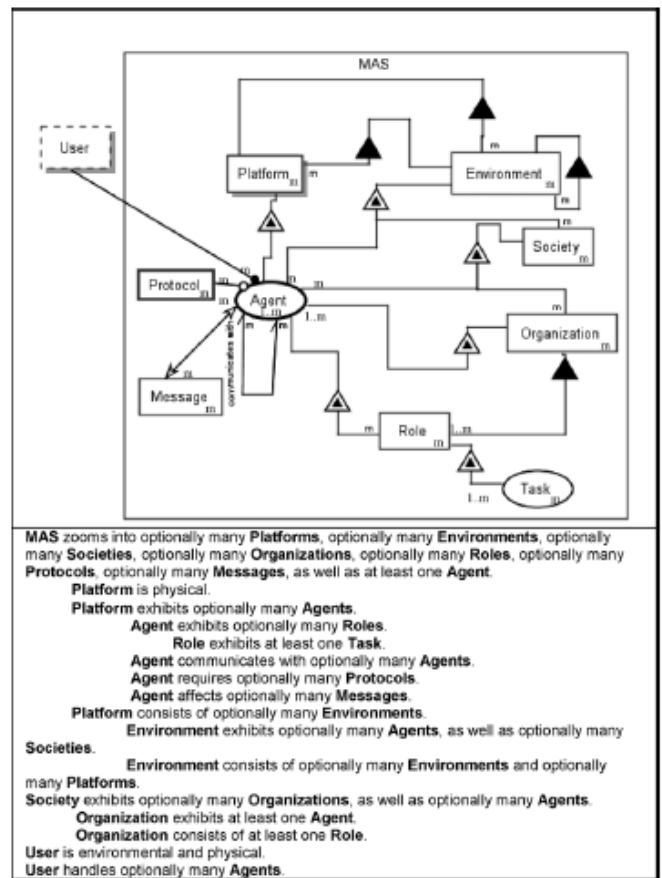 MAS
User
Platform
m
m
m
Environment
m
m
m
Society
m
Protocol
m
m
m
n
m
Agent
1..m
m
m
1..m
m
communicates with
m
Message
m
m
Organization
m
m
Role
m
1..m
1..m
Task
m
MAS zooms into optionally many Platforms, optionally many Environments, optionally
many Societies, optionally many Organizations, optionally many Roles, optionally many
Protocols, optionally many Messages, as well as at least one Agent.
Platform is physical.
Platform exhibits optionally many Agents.
Agent exhibits optionally many Roles.
Role exhibits at least one Task.
Agent communicates with optionally many Agents.
Agent requires optionally many Protocols.
Agent affects optionally many Messages.
Platform consists of optionally many Environments.
Environment exhibits optionally many Agents, as well as optionally many
Societies.
Environment consists of optionally many Environments and optionally
many Platforms.
Society exhibits optionally many Organizations, as well as optionally many Agents.
Organization exhibits at least one Agent.
Organization consists of at least one Role.
User is environmental and physical.
User handles optionally many Agents.